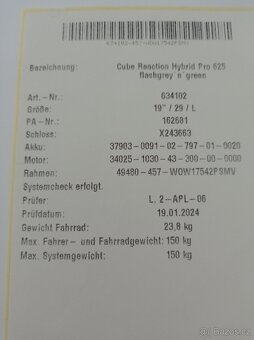 634102-457-WOW17542PSMV
Bezeichnung: Cube Reaction Hybrid Pro 625
flashgrey´n´green
Art.-Nr.: 634102
Größe: 19" / 29 / L
PA-Nr.: 162681
Schloss: X243663
Akku: 37903-0091-02-797-01-0020
Motor: 34025-1030-43-300-00-0000
Rahmen: 49480-457-WOW17542PSMV
Systemcheck erfolgt.
Prüfer: L. 2-APL-06
Prüfdatum: 19.01.2024
Gewicht Fahrrad: 23,8 kg
Max. Fahrer- und Fahrradgewicht: 150 kg
Max. Systemgewicht: 150 kg